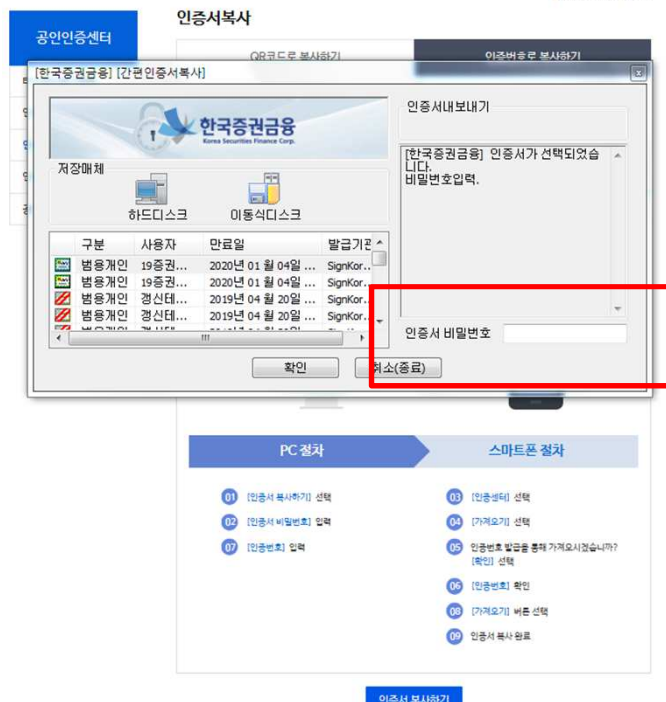 인증서복사
공인인증센터
QR코드로 복사하기
인증번호로 복사하기
[한국증권금융] [간편인증서복사]
한국증권금융
Korea Securities Finance Corp.
인증서내보내기
[한국증권금융] 인증서가 선택되었습
니다.
비밀번호입력.
저장매체
하드디스크
이동식디스크
구분 사용자 만료일 발급기관
범용개인 19증권... 2020년 01 월 04일 ... SignKor...
범용개인 19증권... 2020년 01 월 04일 ... SignKor...
범용개인 갱신테... 2019년 04 월 20일 ... SignKor...
범용개인 갱신테... 2019년 04 월 20일 ... SignKor...
인증서 비밀번호
확인
취소(종료)
PC 절차
스마트폰 절차
01 [인증서 복사하기] 선택
02 [인증서 비밀번호] 입력
07 [인증번호] 입력
03 [인증센터] 선택
04 [가져오기] 선택
05 인증번호 발급을 통해 가져오시겠습니까?
[확인] 선택
06 [인증번호] 확인
08 [가져오기] 버튼 선택
09 인증서 복사 완료
인증서 복사하기